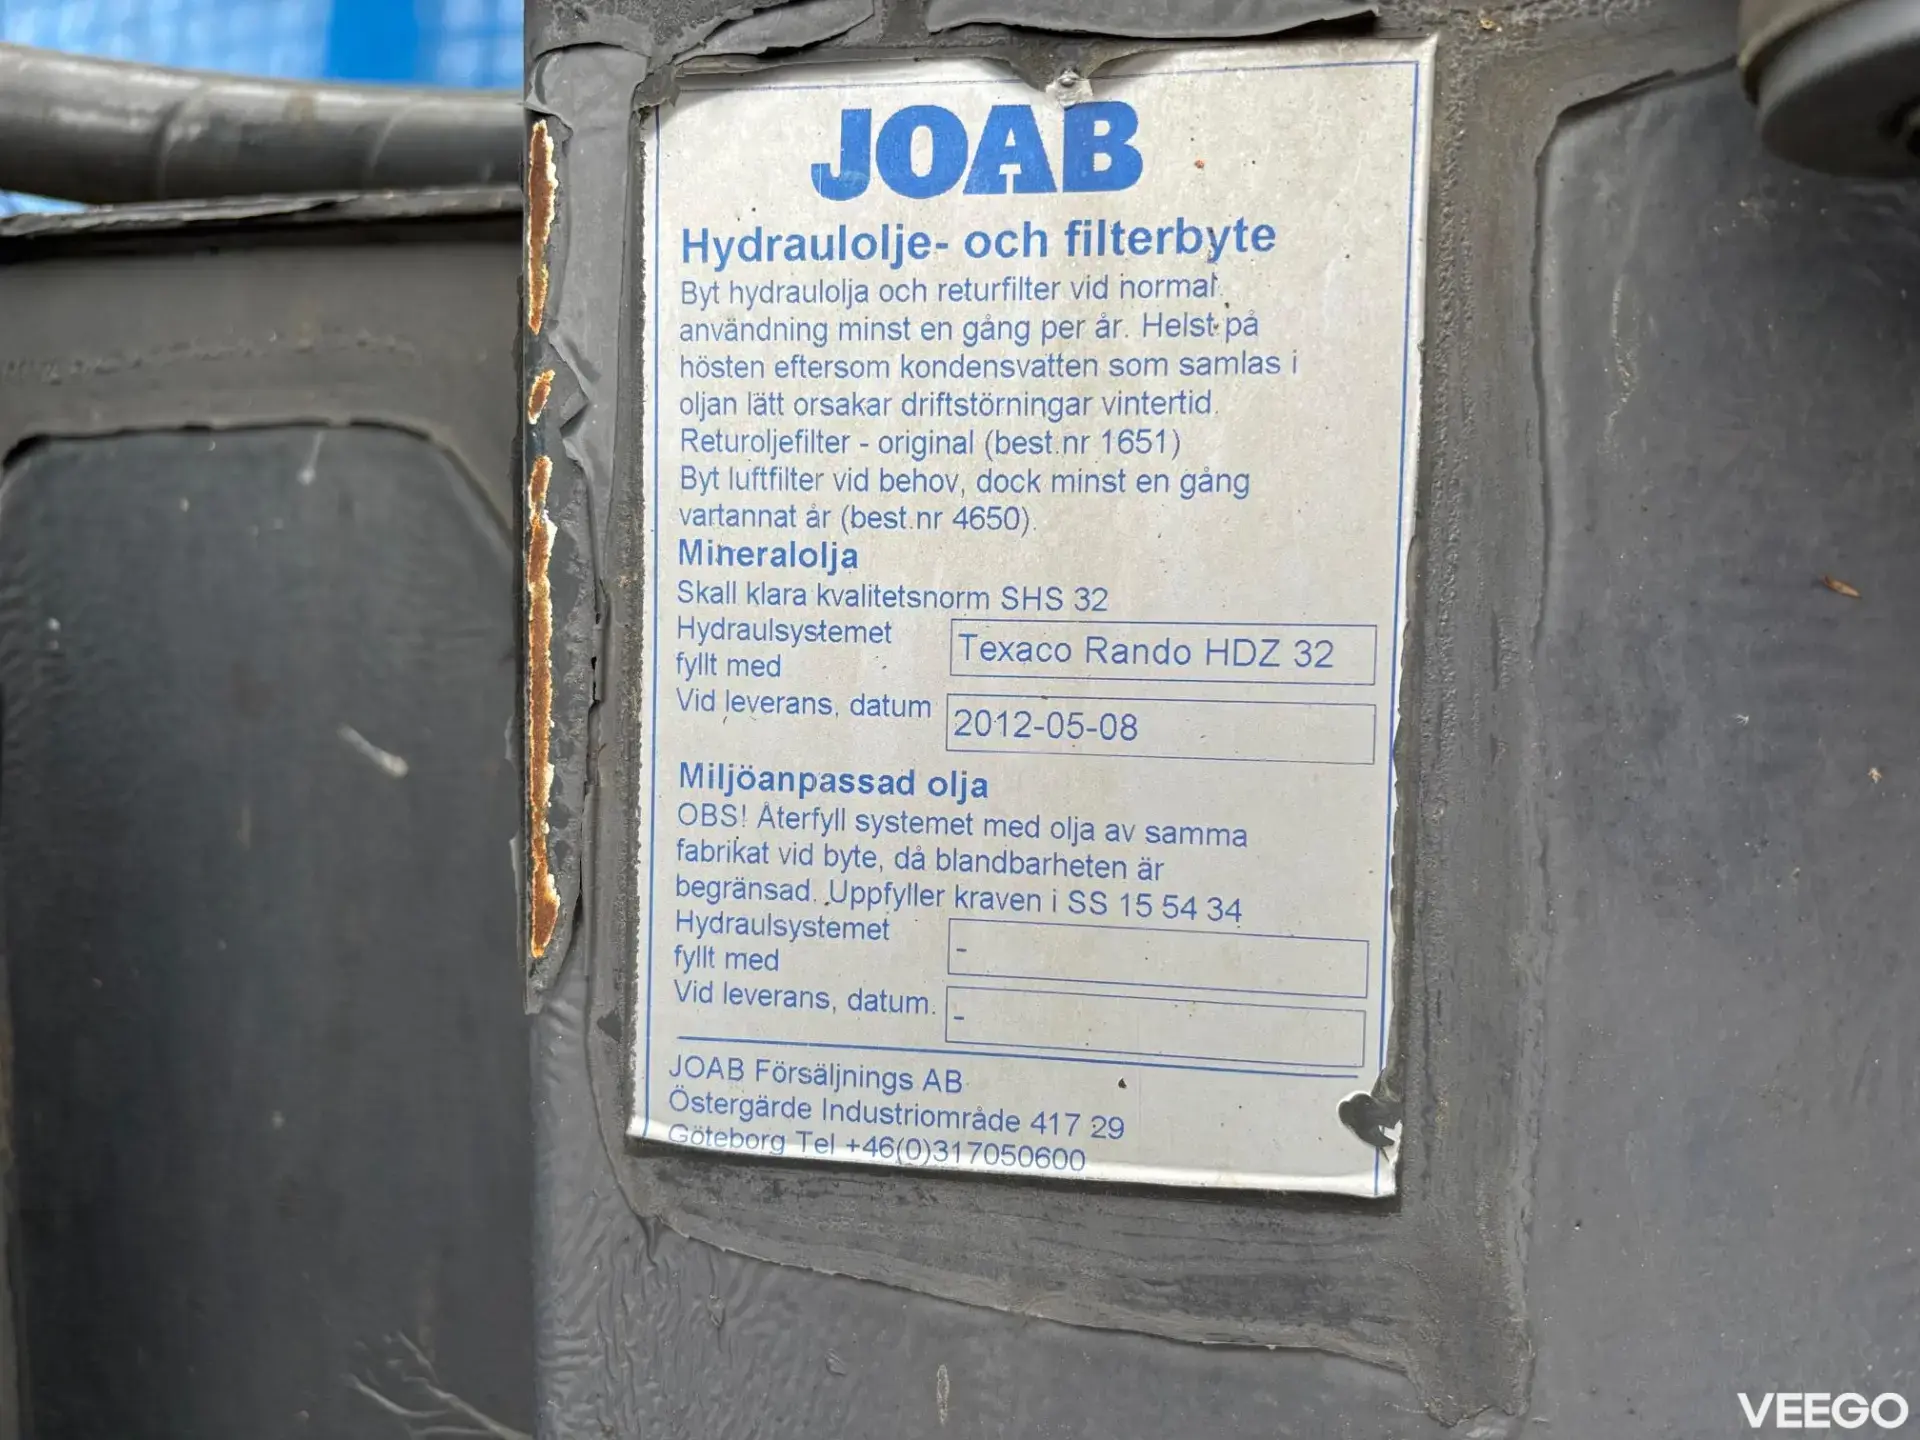 JOAB
Hydraulolje- och filterbyte
Byt hydraulolja och returfilter vid normal
användning minst en gång per år. Helst på
hösten eftersom kondensvatten som samlas i
oljan lätt orsakar driftstörningar vintertid.
Returoljefilter - original (best.nr 1651)
Byt luftfilter vid behov, dock minst en gång
vartannat år (best.nr 4650).
Mineralolja
Skall klara kvalitetsnorm SHS 32
Hydraulsystemet
fyllt med
Texaco Rando HDZ 32
Vid leverans, datum
2012-05-08
Miljöanpassad olja
OBS! Återfyll systemet med olja av samma
fabrikat vid byte, då blandbarheten är
begränsad. Uppfyller kraven i SS 15 54 34
Hydraulsystemet
fyllt med
-
Vid leverans, datum.
-
JOAB Försäljnings AB
Östergärde Industriområde 417 29
Göteborg Tel +46(0)317050600
VEEGO